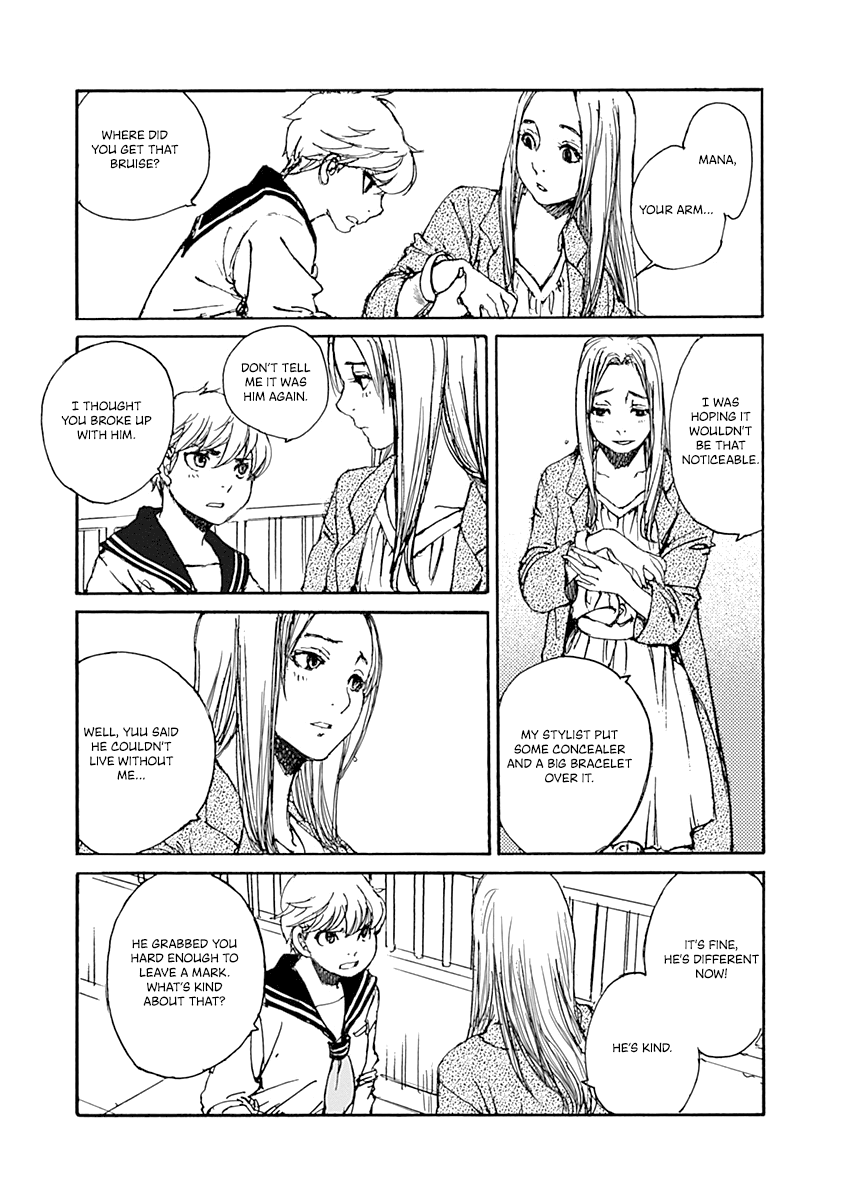 MANA,
YOUR ARM...
WHERE DID
YOU GET THAT
BRUISE?
I WAS
HOPING IT
WOULDN'T
BE THAT
NOTICEABLE.
MY STYLIST PUT
SOME CONCEALER
AND A BIG BRACELET
OVER IT.
DON'T TELL
ME IT WAS
HIM AGAIN.
I THOUGHT
YOU BROKE UP
WITH HIM.
WELL, YUU SAID
HE COULDN'T
LIVE WITHOUT
ME...
IT'S FINE,
HE'S DIFFERENT
NOW!
HE'S KIND.
HE GRABBED YOU
HARD ENOUGH TO
LEAVE A MARK.
WHAT'S KIND
ABOUT THAT?